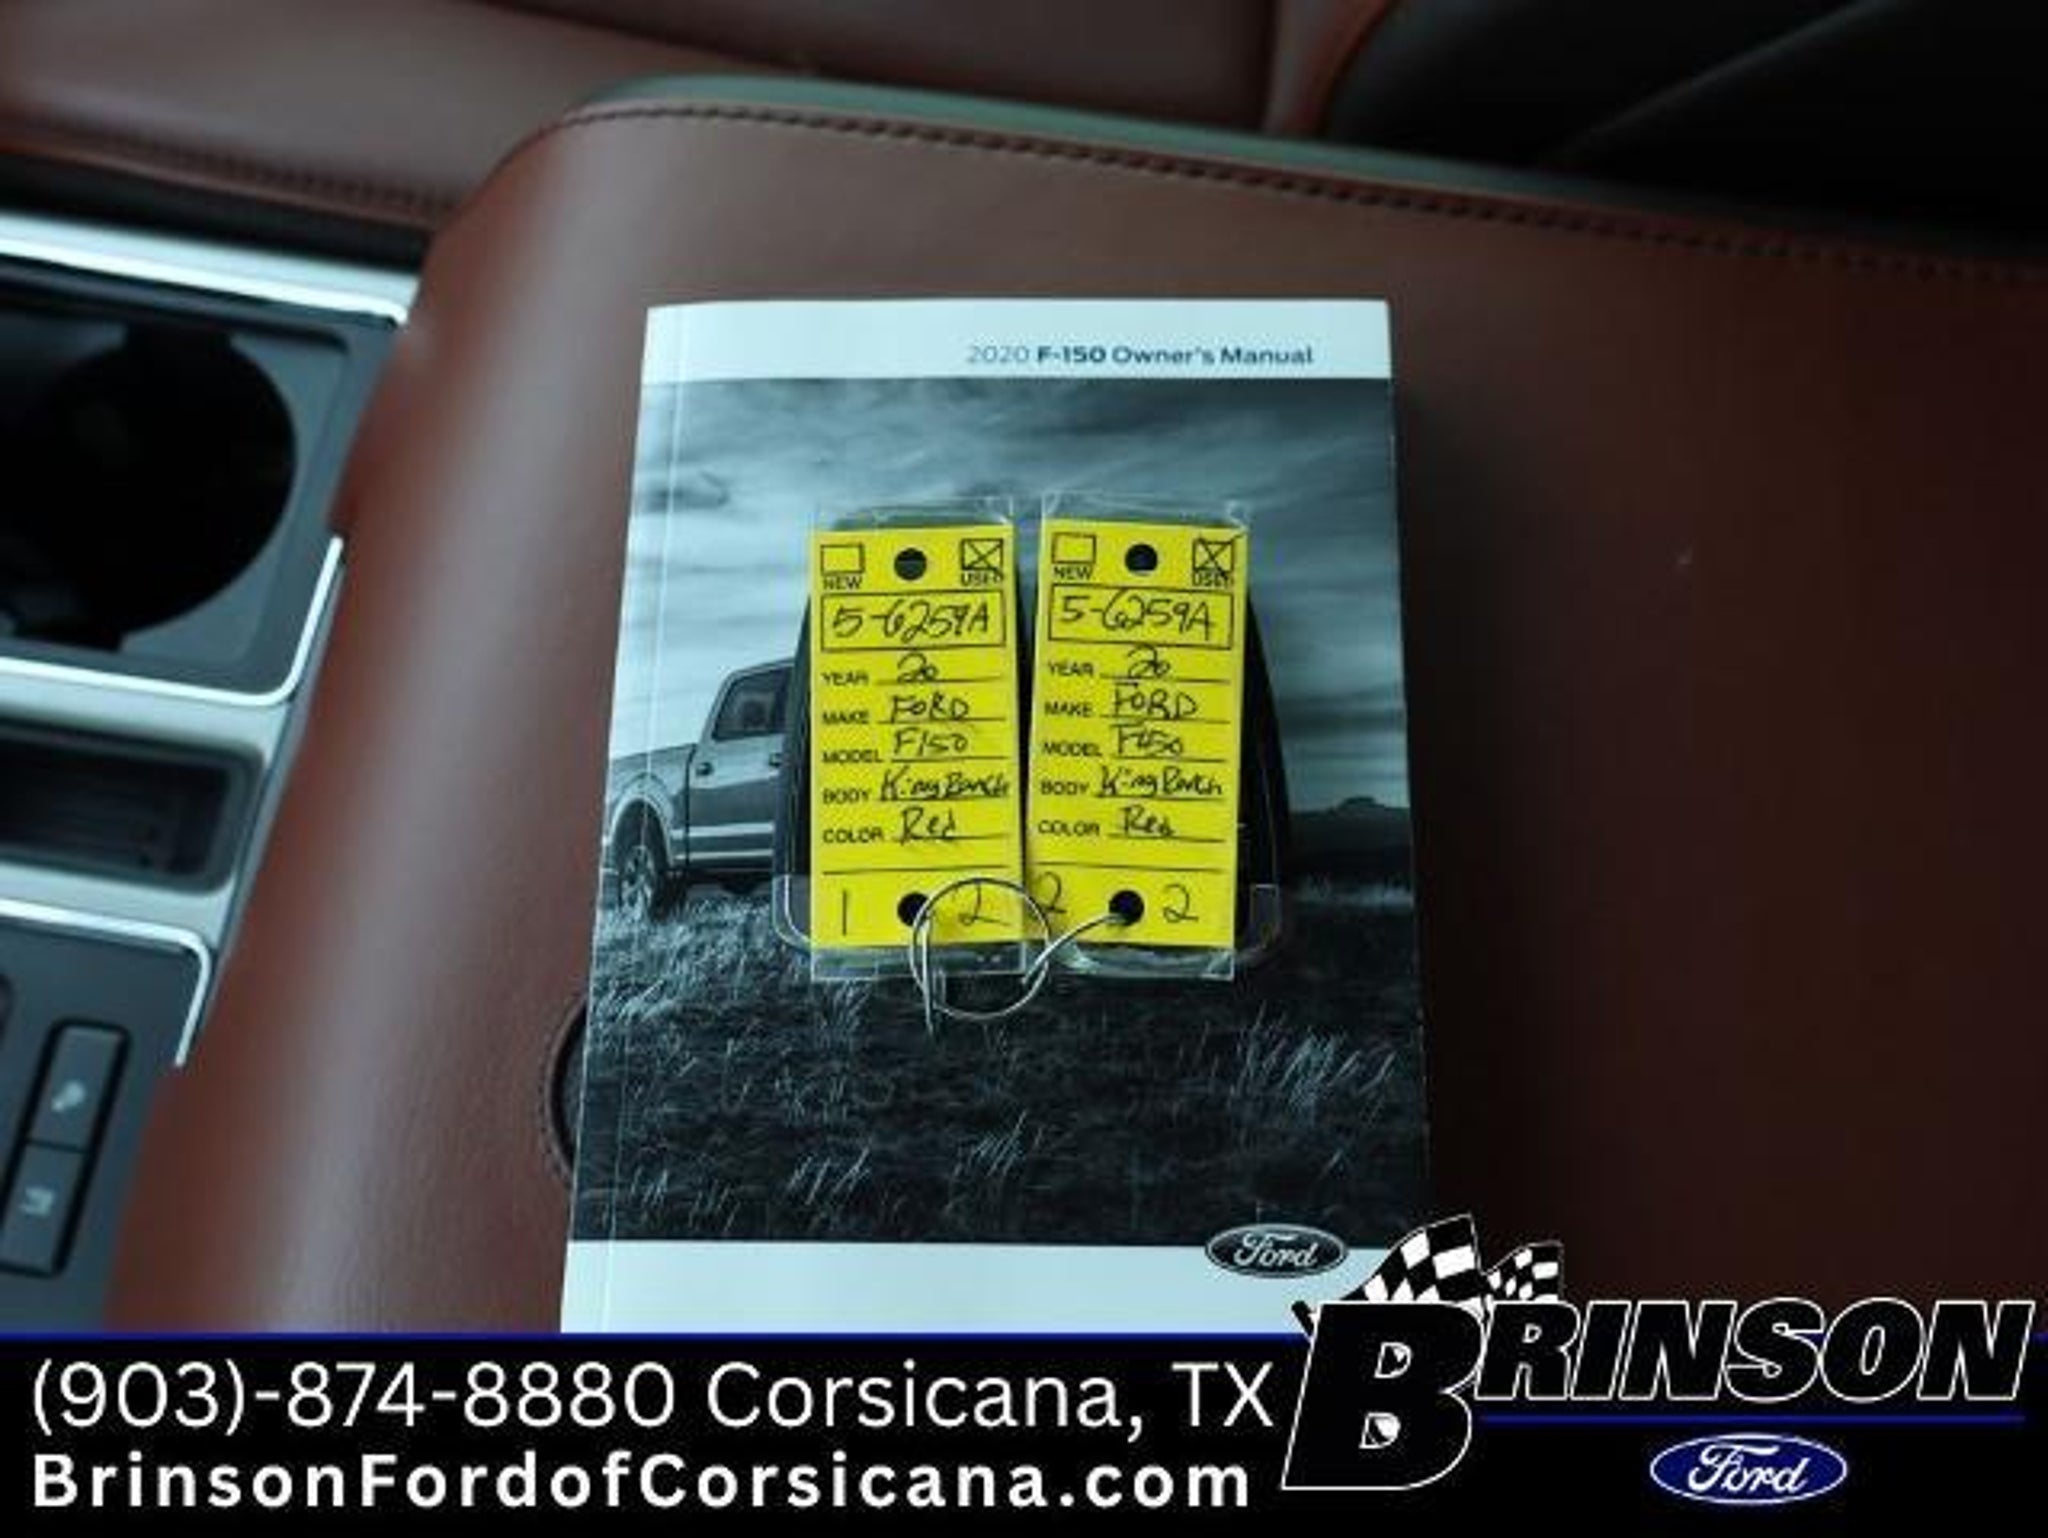 2020 F-150 Owner's Manual
NEW USED
5-6259A
YEAR 20
MAKE FORD
MODEL F150
BODY King Ranch
COLOR Red
1 2
NEW USED
5-6259A
YEAR 20
MAKE FORD
MODEL F150
BODY King Ranch
COLOR Red
2 2
Ford
(903)-874-8880 Corsicana, TX
BrinsonFordofCorsicana.com
BRINSON
Ford